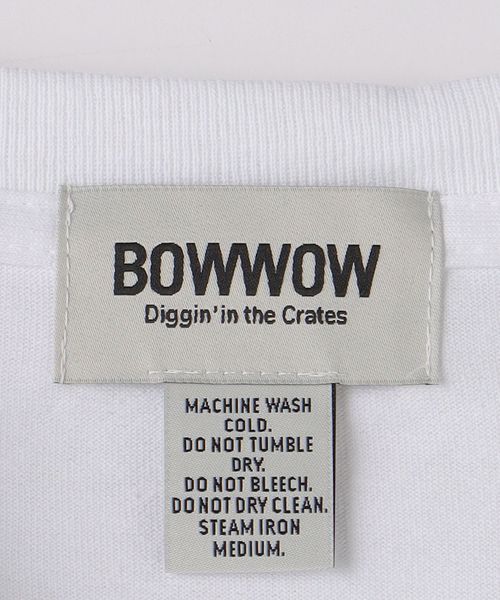 BOWWOW
Diggin' in the Crates
MACHINE WASH
COLD.
DO NOT TUMBLE
DRY.
DO NOT BLEECH.
DO NOT DRY CLEAN.
STEAM IRON
MEDIUM.